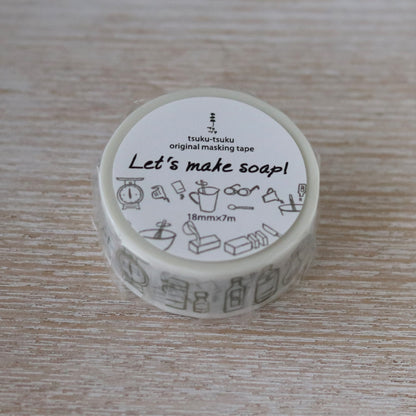 tsuku-tsuku
original masking tape
Let's make soap!
18mm×7m